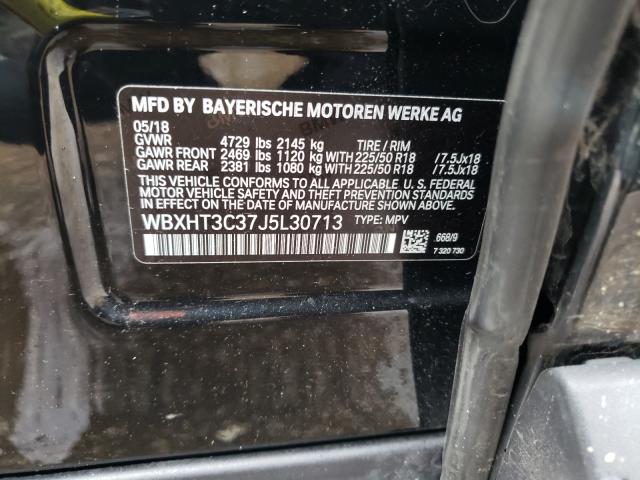 MFD BY BAYERISCHE MOTOREN WERKE AG
05/18
GVWR 4729 lbs 2145 kg TIRE / RIM
GAWR FRONT 2469 lbs 1120 kg WITH 225/50 R18 /7.5Jx18
GAWR REAR 2381 lbs 1080 kg WITH 225/50 R18 /7.5Jx18
THIS VEHICLE CONFORMS TO ALL APPLICABLE U. S. FEDERAL
MOTOR VEHICLE SAFETY AND THEFT PREVENTION STANDARDS
IN EFFECT ON THE DATE OF MANUFACTURE SHOWN ABOVE.
WBXHT3C37J5L30713 TYPE: MPV
668/9
7 320 730